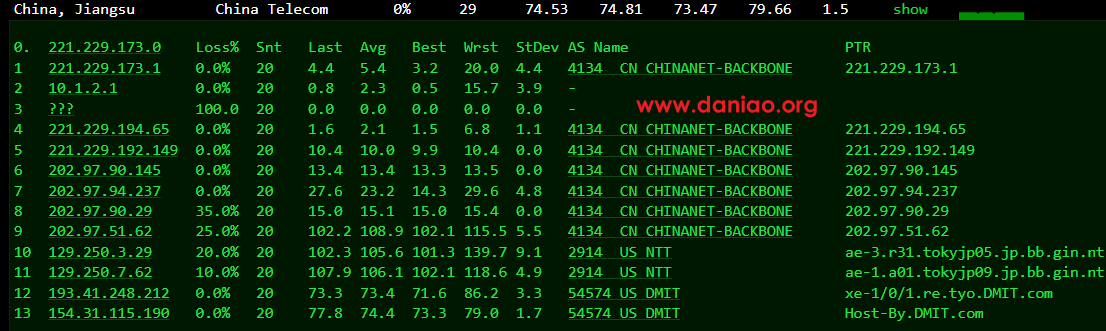 China, Jiangsu China Telecom 0% 29 74.53 74.81 73.47 79.66 1.5 show
0. 221.229.173.0 Loss% Snt Last Avg Best Wrst StDev AS Name PTR
1 221.229.173.1 0.0% 20 4.4 5.4 3.2 20.0 4.4 4134 CN CHINANET-BACKBONE 221.229.173.1
2 10.1.2.1 0.0% 20 0.8 2.3 0.5 15.7 3.9 -
3 ??? 100.0 20 0.0 0.0 0.0 0.0 0.0 -
www.daniao.org
4 221.229.194.65 0.0% 20 1.6 2.1 1.5 6.8 1.1 4134 CN CHINANET-BACKBONE 221.229.194.65
5 221.229.192.149 0.0% 20 10.4 10.0 9.9 10.4 0.0 4134 CN CHINANET-BACKBONE 221.229.192.149
6 202.97.90.145 0.0% 20 13.4 13.4 13.3 13.5 0.0 4134 CN CHINANET-BACKBONE 202.97.90.145
7 202.97.94.237 0.0% 20 27.6 23.2 14.3 29.6 4.8 4134 CN CHINANET-BACKBONE 202.97.94.237
8 202.97.90.29 35.0% 20 15.0 15.1 15.0 15.4 0.0 4134 CN CHINANET-BACKBONE 202.97.90.29
9 202.97.51.62 25.0% 20 102.2 108.9 102.1 115.5 5.5 4134 CN CHINANET-BACKBONE 202.97.51.62
10 129.250.3.29 20.0% 20 102.3 105.6 101.3 139.7 9.1 2914 US NTT ae-3.r31.tokyjp05.jp.bb.gin.nt
11 129.250.7.62 10.0% 20 107.9 106.1 102.1 118.6 4.9 2914 US NTT ae-1.a01.tokyjp09.jp.bb.gin.nt
12 193.41.248.212 0.0% 20 73.3 73.4 71.6 86.2 3.3 54574 US DMIT xe-1/0/1.re.tyo.DMIT.com
13 154.31.115.190 0.0% 20 77.8 74.4 73.3 79.0 1.7 54574 US DMIT Host-By.DMIT.com